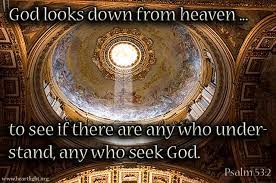 God looks down from heaven ...
to see if there are any who under-
stand, any who seek God.
Psalm 53:2
www.heartlight.org